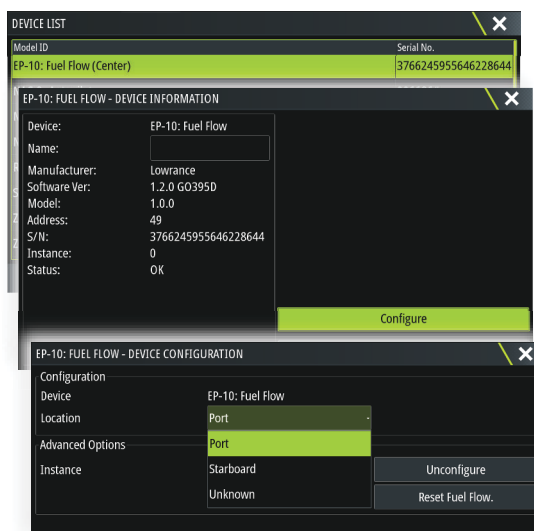 DEVICE LIST
Model ID Serial No.
EP-10: Fuel Flow (Center) 3766245955646228644
EP-10: FUEL FLOW - DEVICE INFORMATION
Device: EP-10: Fuel Flow
Name:
Manufacturer: Lowrance
Software Ver: 1.2.0 GO395D
Model: 1.0.0
Address: 49
S/N: 3766245955646228644
Instance: 0
Status: OK
Configure
EP-10: FUEL FLOW - DEVICE CONFIGURATION
Configuration
Device EP-10: Fuel Flow
Location Port
Port
Advanced Options
Instance Starboard Unconfigure
Unknown Reset Fuel Flow.